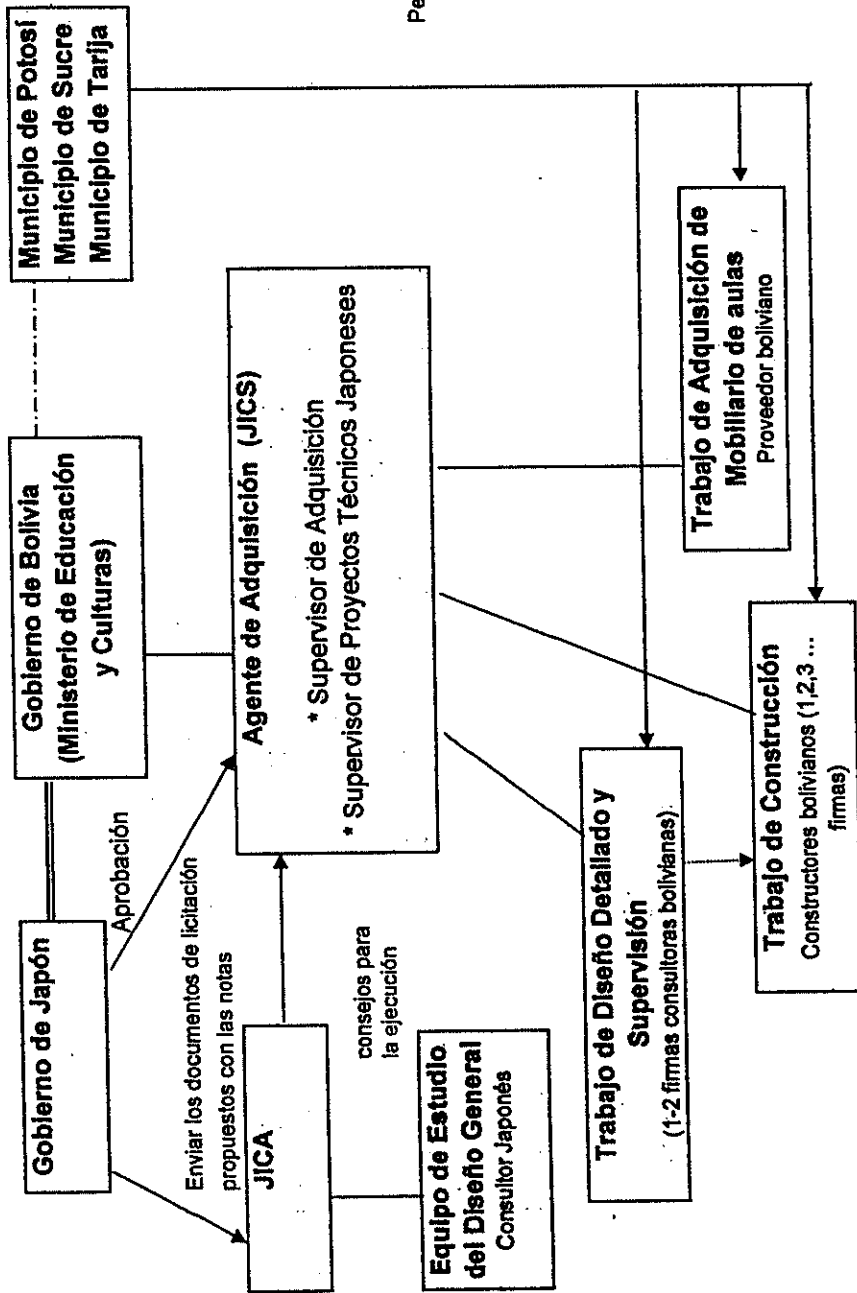 Gobierno de Japón
Gobierno de Bolivia
(Ministerio de Educación
y Culturas)
Municipio de Potosí
Municipio de Sucre
Municipio de Tarija
Aprobación
Enviar los documentos de licitación
propuestos con las notas
JICA
consejos para
la ejecución
Agente de Adquisición (JICS)
* Supervisor de Adquisición
* Supervisor de Proyectos Técnicos Japoneses
Pe
Equipo de Estudio
del Diseño General
Consultor Japonés
Trabajo de Diseño Detallado y
Supervisión
(1-2 firmas consultoras bolivianas)
Trabajo de Construcción
Constructores bolivianos (1,2,3 ...
firmas)
Trabajo de Adquisición de
Mobiliario de aulas
Proveedor boliviano